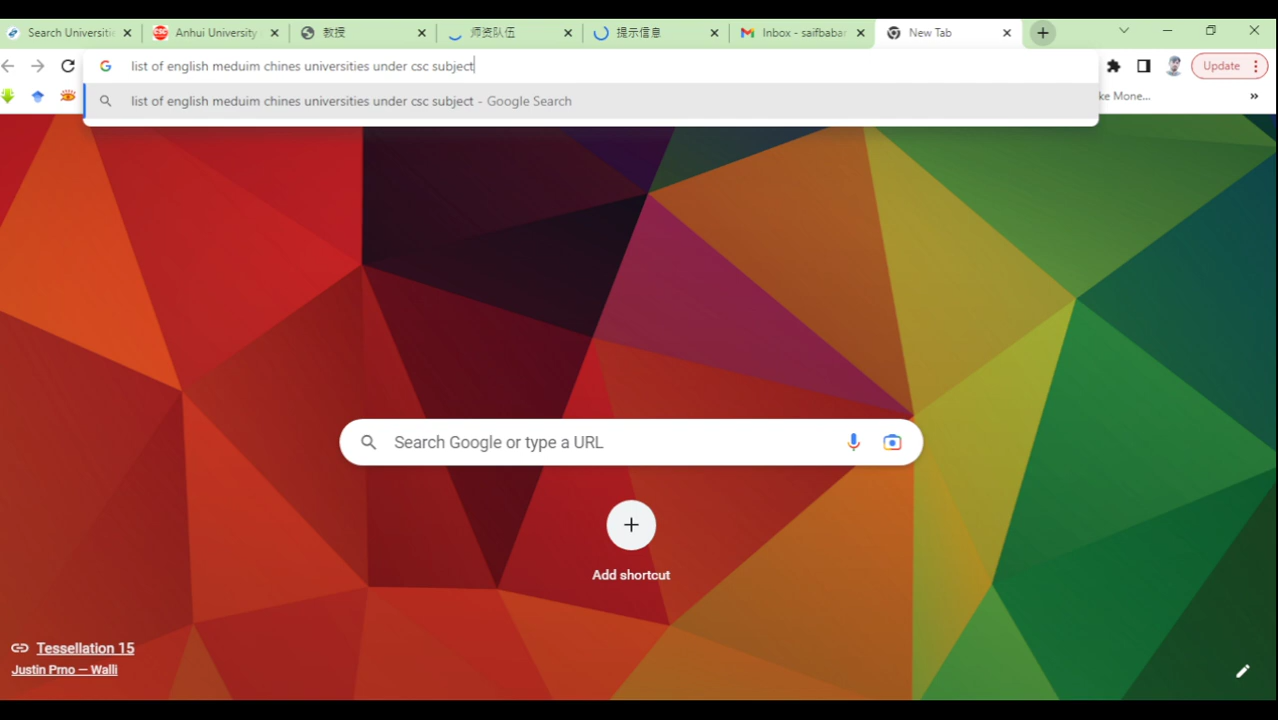 Search Universitie
Anhui University
教授
师资队伍
提示信息
Inbox - saifbabar
New Tab
list of english meduim chines universities under csc subject
Update
list of english meduim chines universities under csc subject - Google Search
ke Mone...
Search Google or type a URL
Add shortcut
Tessellation 15
Justin Prno — Walli